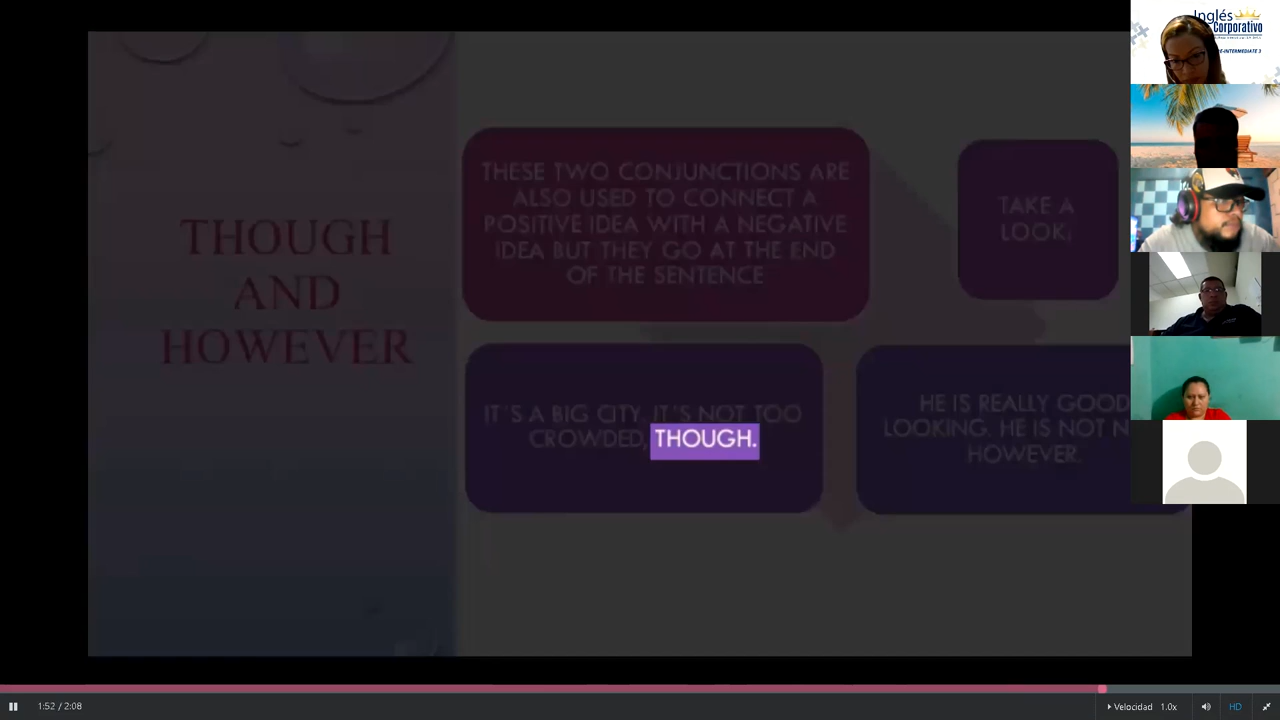 THOUGH
AND
HOWEVER
THESE TWO CONJUNCTIONS ARE
ALSO USED TO CONNECT A
POSITIVE IDEA WITH A NEGATIVE
IDEA BUT THEY GO AT THE END
OF THE SENTENCE
TAKE A
LOOK:
IT'S A BIG CITY, IT'S NOT TOO
CROWDED, THOUGH.
HE IS REALLY GOOD
LOOKING. HE IS NOT N
HOWEVER.
Inglés
Corporativo
E-INTERMEDIATE 3
1:52 / 2:08
Velocidad 1.0x
HD